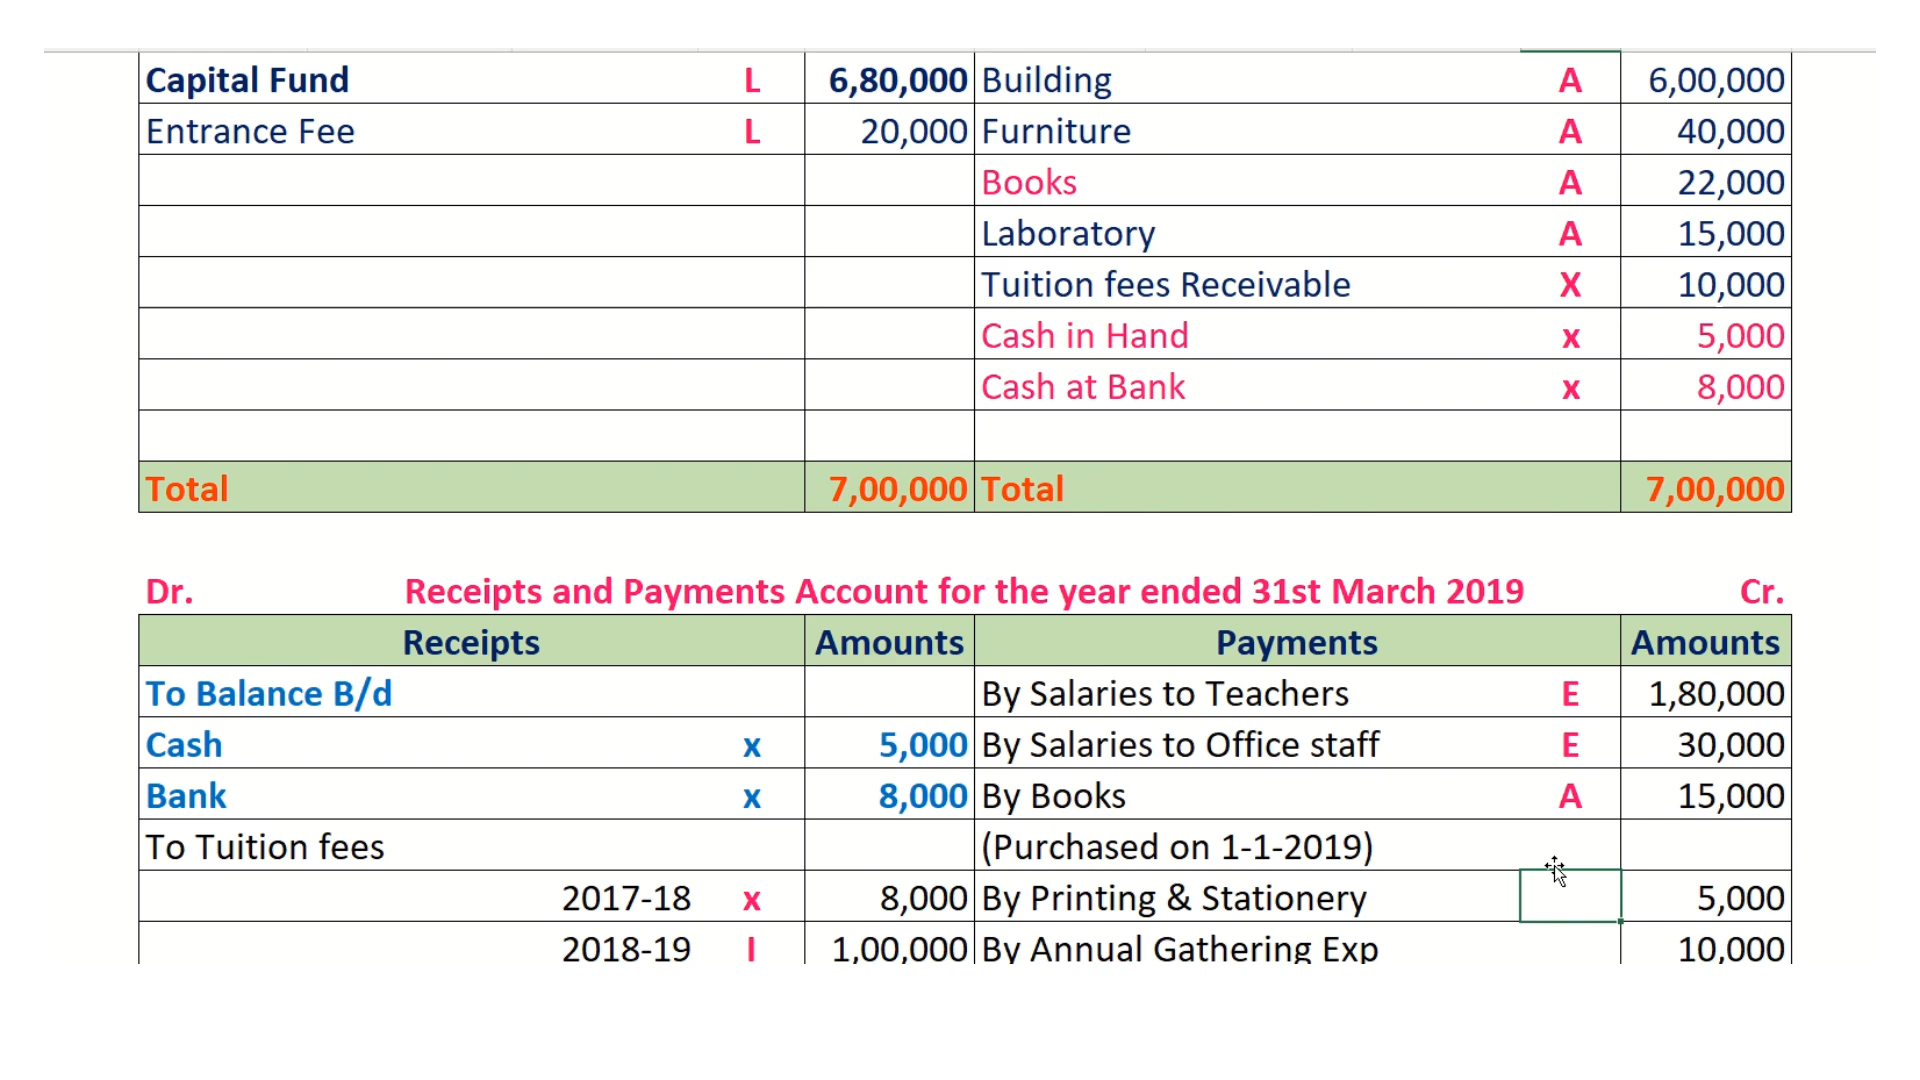 Capital Fund L 6,80,000 Building A 6,00,000
Entrance Fee L 20,000 Furniture A 40,000
Books A 22,000
Laboratory A 15,000
Tuition fees Receivable X 10,000
Cash in Hand x 5,000
Cash at Bank x 8,000
Total 7,00,000 Total 7,00,000
Dr. Receipts and Payments Account for the year ended 31st March 2019 Cr.
Receipts Amounts Payments Amounts
To Balance B/d By Salaries to Teachers E 1,80,000
Cash x 5,000 By Salaries to Office staff E 30,000
Bank x 8,000 By Books A 15,000
To Tuition fees (Purchased on 1-1-2019)
2017-18 x 8,000 By Printing & Stationery 5,000
2018-19 I 1,00,000 By Annual Gathering Exp 10,000